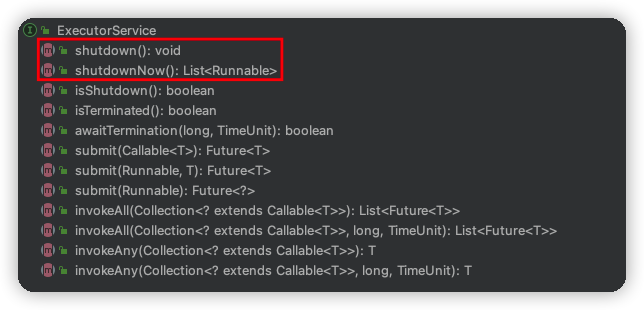 ExecutorService
shutdown(): void
shutdownNow(): List<Runnable>
isShutdown(): boolean
isTerminated(): boolean
awaitTermination(long, TimeUnit): boolean
submit(Callable<T>): Future<T>
submit(Runnable, T): Future<T>
submit(Runnable): Future<?>
invokeAll(Collection<? extends Callable<T>>): List<Future<T>>
invokeAll(Collection<? extends Callable<T>>, long, TimeUnit): List<Future<T>>
invokeAny(Collection<? extends Callable<T>>): T
invokeAny(Collection<? extends Callable<T>>, long, TimeUnit): T